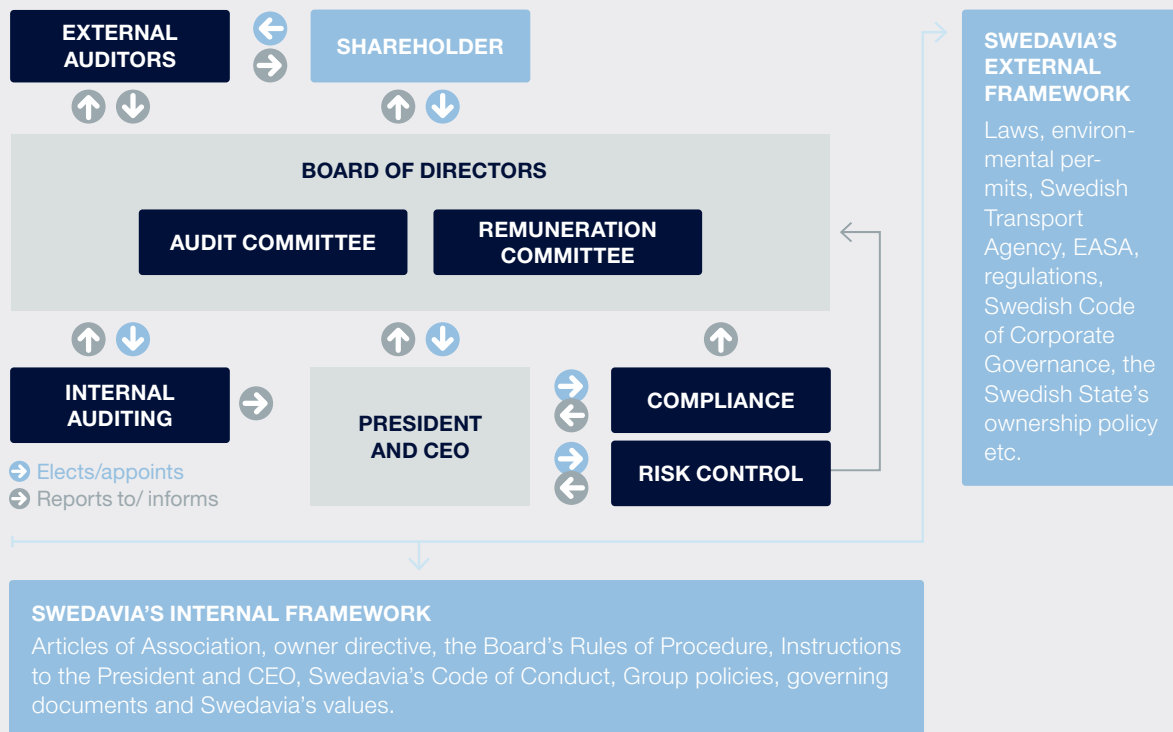 EXTERNAL
AUDITORS
SHAREHOLDER
BOARD OF DIRECTORS
AUDIT COMMITTEE
REMUNERATION
COMMITTEE
INTERNAL
AUDITING
PRESIDENT
AND CEO
COMPLIANCE
RISK CONTROL
Elects/appoints
Reports to/ informs
SWEDAVIA’S
EXTERNAL
FRAMEWORK
Laws, environ-
mental per-
mits, Swedish
Transport
Agency, EASA,
regulations,
Swedish Code
of Corporate
Governance, the
Swedish State’s
ownership policy
etc.
SWEDAVIA’S INTERNAL FRAMEWORK
Articles of Association, owner directive, the Board’s Rules of Procedure, Instructions
to the President and CEO, Swedavia’s Code of Conduct, Group policies, governing
documents and Swedavia’s values.